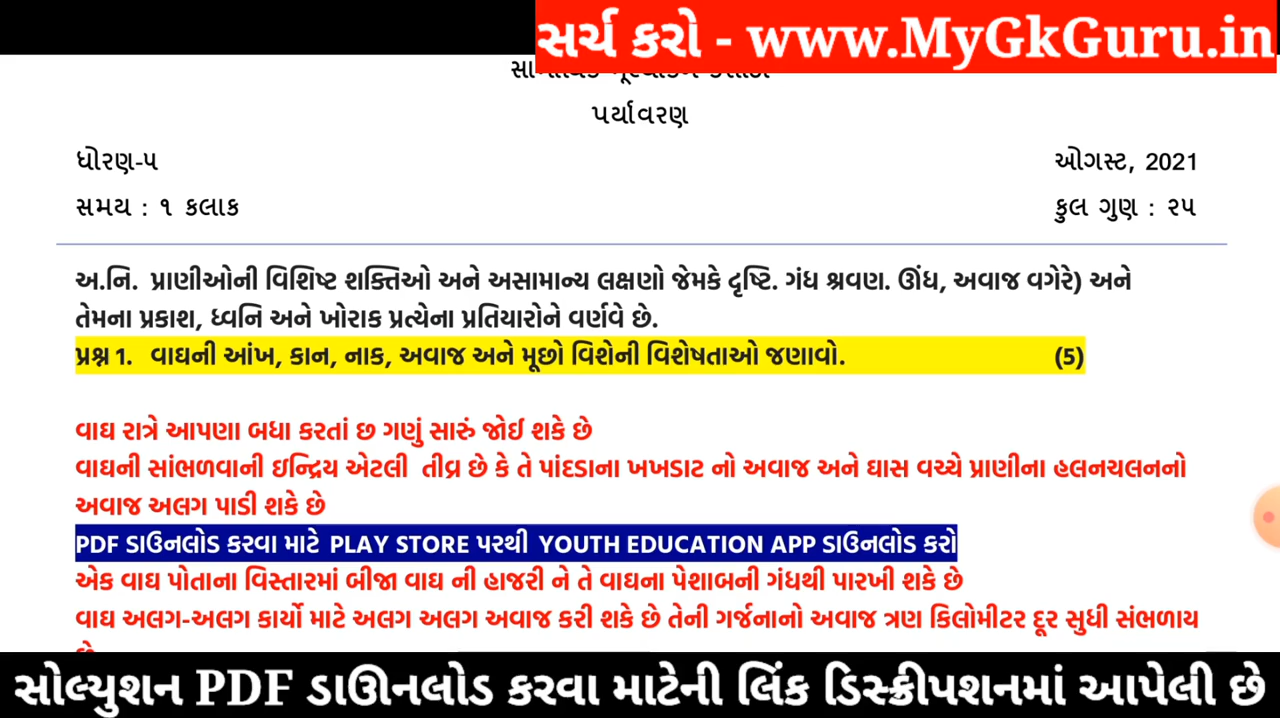 સર્ચ કરો - www.MyGkGuru.in
પર્યાવરણ
ધોરણ-૫ ઓગસ્ટ, 2021
સમય : ૧ કલાક કુલ ગુણ : ૨૫
અ.નિ. પ્રાણીઓની વિશિષ્ટ શક્તિઓ અને અસામાન્ય લક્ષણો જેમકે દૃષ્ટિ. ગંધ શ્રવણ. ઊંઘ, અવાજ વગેરે) અને
તેમના પ્રકાશ, ધ્વનિ અને ખોરાક પ્રત્યેના પ્રતિચારોને વર્ણવે છે.
પ્રશ્ન 1. વાઘની આંખ, કાન, નાક, અવાજ અને મૂછો વિશેની વિશેષતાઓ જણાવો. (5)
વાઘ રાત્રે આપણા બધા કરતાં છ ગણું સારું જોઈ શકે છે
વાઘની સાંભળવાની ઇન્દ્રિય એટલી તીવ્ર છે કે તે પાંદડાના ખખડાટ નો અવાજ અને ઘાસ વચ્ચે પ્રાણીના હલનચલનનો
અવાજ અલગ પાડી શકે છે
PDF ડાઉનલોડ કરવા માટે PLAY STORE પરથી YOUTH EDUCATION APP ડાઉનલોડ કરો
એક વાઘ પોતાના વિસ્તારમાં બીજા વાઘ ની હાજરી ને તે વાઘના પેશાબની ગંધથી પારખી શકે છે
વાઘ અલગ-અલગ કાર્યો માટે અલગ અલગ અવાજ કરી શકે છે તેની ગર્જનાનો અવાજ ત્રણ કિલોમીટર દૂર સુધી સંભળાય
સોલ્યુશન PDF ડાઊનલોડ કરવા માટેની લિંક ડિસ્ક્રીપશનમાં આપેલી છે